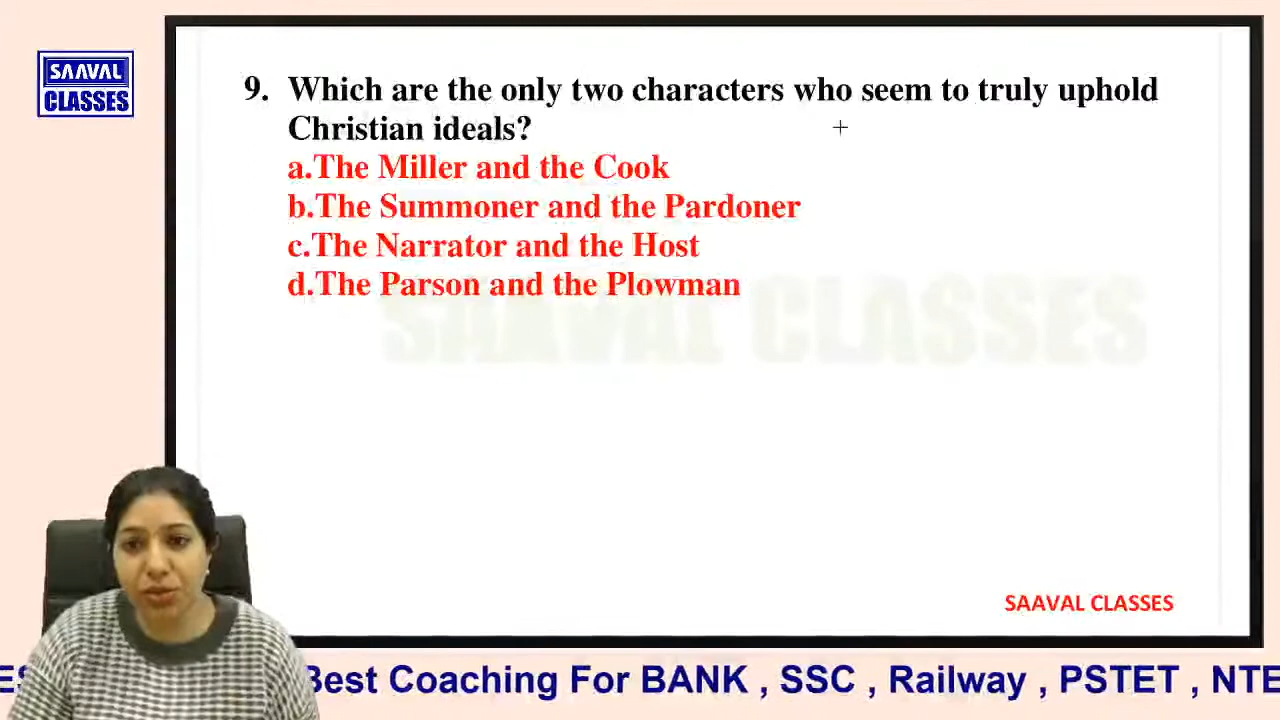 SAAVAL
CLASSES
9. Which are the only two characters who seem to truly uphold
Christian ideals?
a.The Miller and the Cook
b.The Summoner and the Pardoner
c.The Narrator and the Host
d.The Parson and the Plowman
SAAVAL CLASSES
SAAVAL CLASSES
Best Coaching For BANK , SSC , Railway , PSTET , NTE